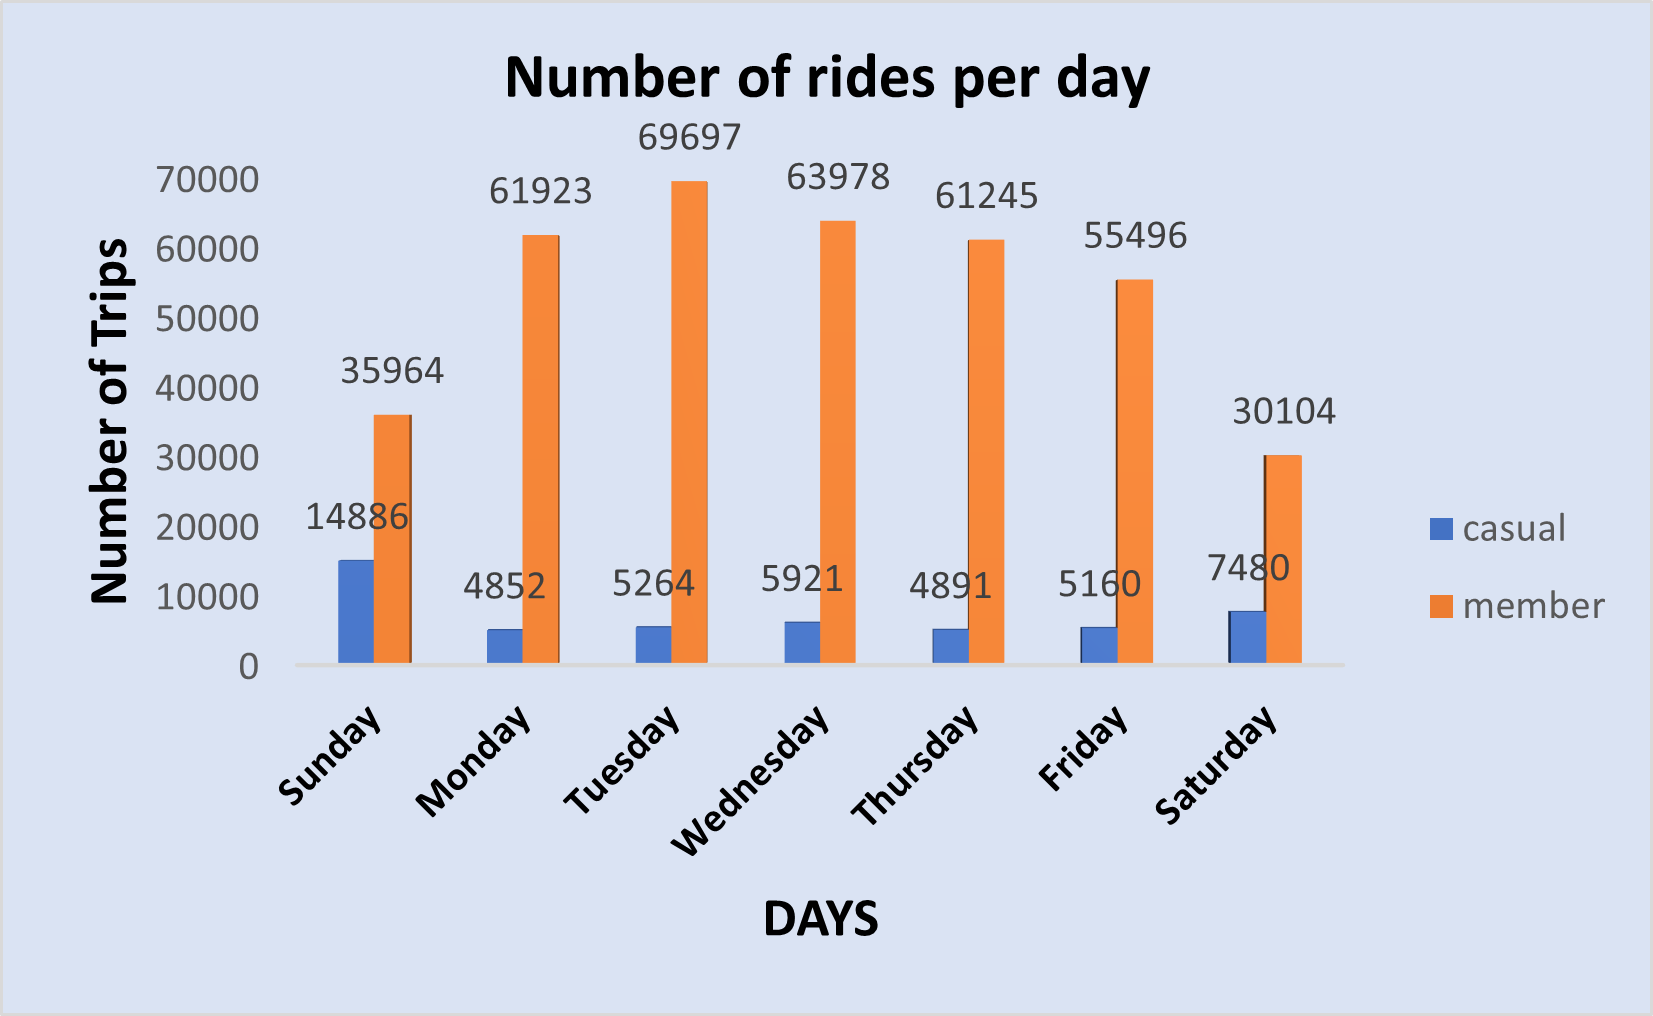 Number of rides per day
Number of Trips
70000
60000
50000
40000
30000
20000
10000
0
35964
61923
69697
63978
61245
55496
30104
14886
4852
5264
5921
4891
5160
7480
Sunday
Monday
Tuesday
Wednesday
Thursday
Friday
Saturday
DAYS
casual
member